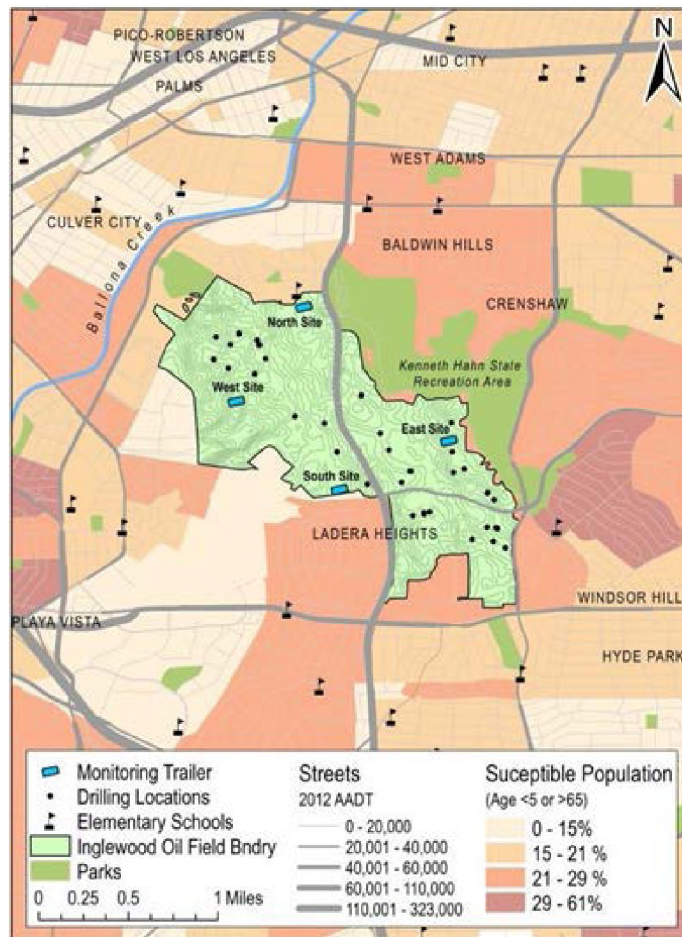 N
PICO-ROBERTSON
WEST LOS ANGELES
MID CITY
PALMS
WEST ADAMS
CULVER CITY
Ballona Creek
BALDWIN HILLS
CRENSHAW
North Site
Kenneth Hahn State
Recreation Area
West Site
East Site
South Site
LADERA HEIGHTS
WINDSOR HILL
PLAYA VISTA
HYDE PARK
Monitoring Trailer
Drilling Locations
Elementary Schools
Inglewood Oil Field Bndry
Parks
0 0.25 0.5 1 Miles
Streets
2012 AADT
0 - 20,000
20,001 - 40,000
40,001 - 60,000
60,001 - 110,000
110,001 - 323,000
Suceptible Population
(Age <5 or >65)
0 - 15%
15 - 21 %
21 - 29 %
29 - 61%